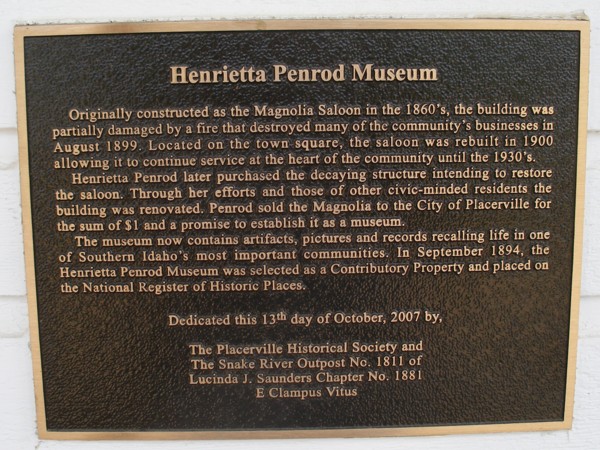 Henrietta Penrod Museum
Originally constructed as the Magnolia Saloon in the 1860's, the building was
partially damaged by a fire that destroyed many of the community's businesses in
August 1899. Located on the town square, the saloon was rebuilt in 1900
allowing it to continue service at the heart of the community until the 1930's.
Henrietta Penrod later purchased the decaying structure intending to restore
the saloon. Through her efforts and those of other civic-minded residents the
building was renovated. Penrod sold the Magnolia to the City of Placerville for
the sum of $1 and a promise to establish it as a museum.
The museum now contains artifacts, pictures and records recalling life in one
of Southern Idaho's most important communities. In September 1894, the
Henrietta Penrod Museum was selected as a Contributory Property and placed on
the National Register of Historic Places.
Dedicated this 13th day of October, 2007 by,
The Placerville Historical Society and
The Snake River Outpost No. 1811 of
Lucinda J. Saunders Chapter No. 1881
E Clampus Vitus